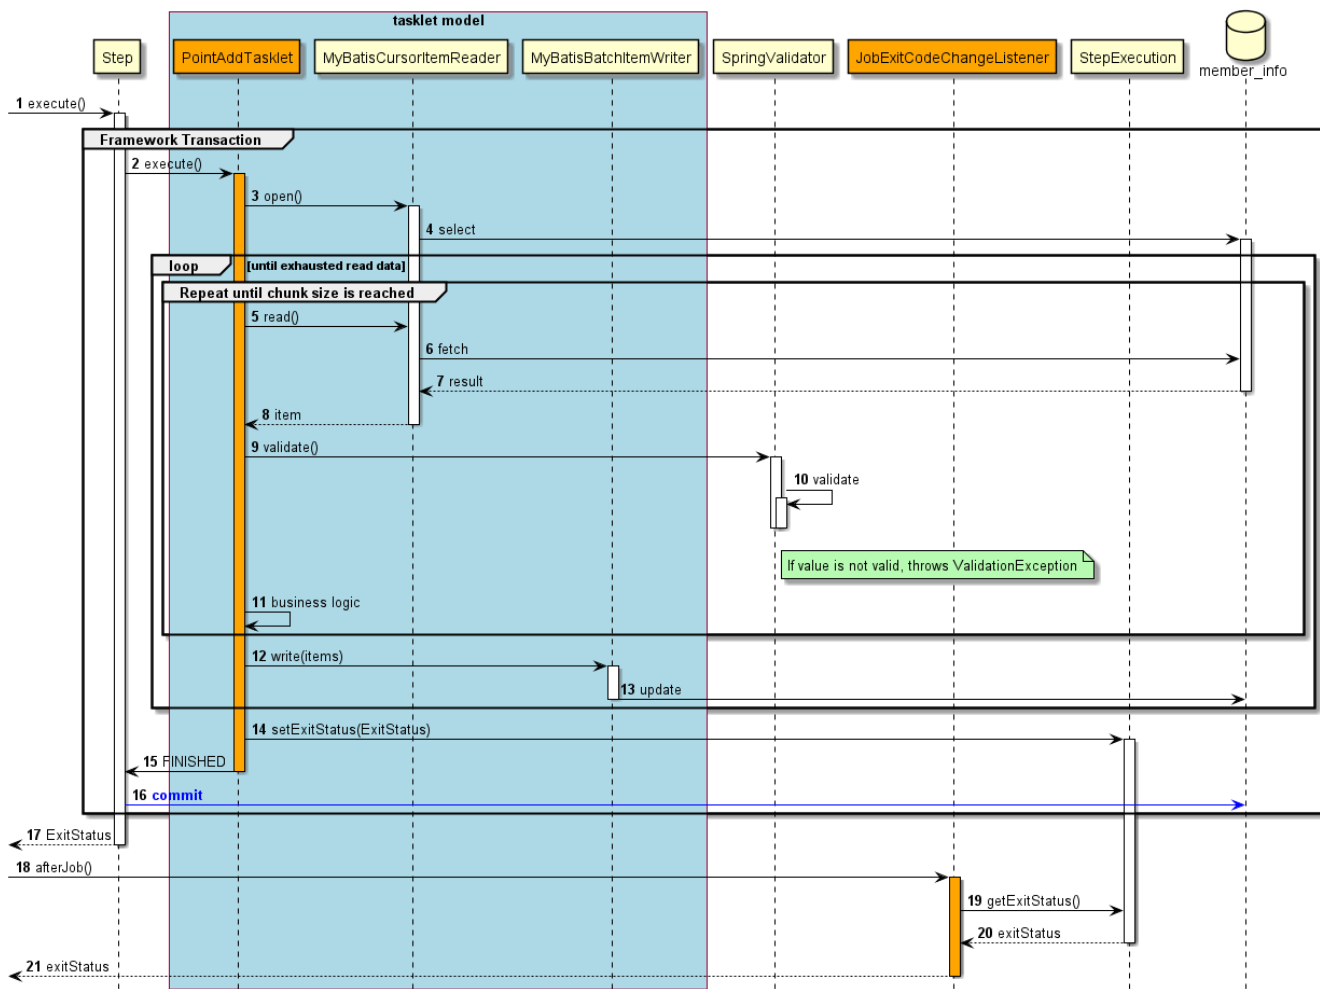 tasklet model
Step
PointAddTasklet
MyBatisCursorItemReader
MyBatisBatchItemWriter
SpringValidator
JobExitCodeChangeListener
StepExecution
member_info
1 execute()
Framework Transaction
2 execute()
3 open()
4 select
loop [until exhausted read data]
Repeat until chunk size is reached
5 read()
6 fetch
7 result
8 item
9 validate()
10 validate
If value is not valid, throws ValidationException
11 business logic
12 write(items)
13 update
14 setExitStatus(ExitStatus)
15 FINISHED
16 commit
17 ExitStatus
18 afterJob()
19 getExitStatus()
20 exitStatus
21 exitStatus